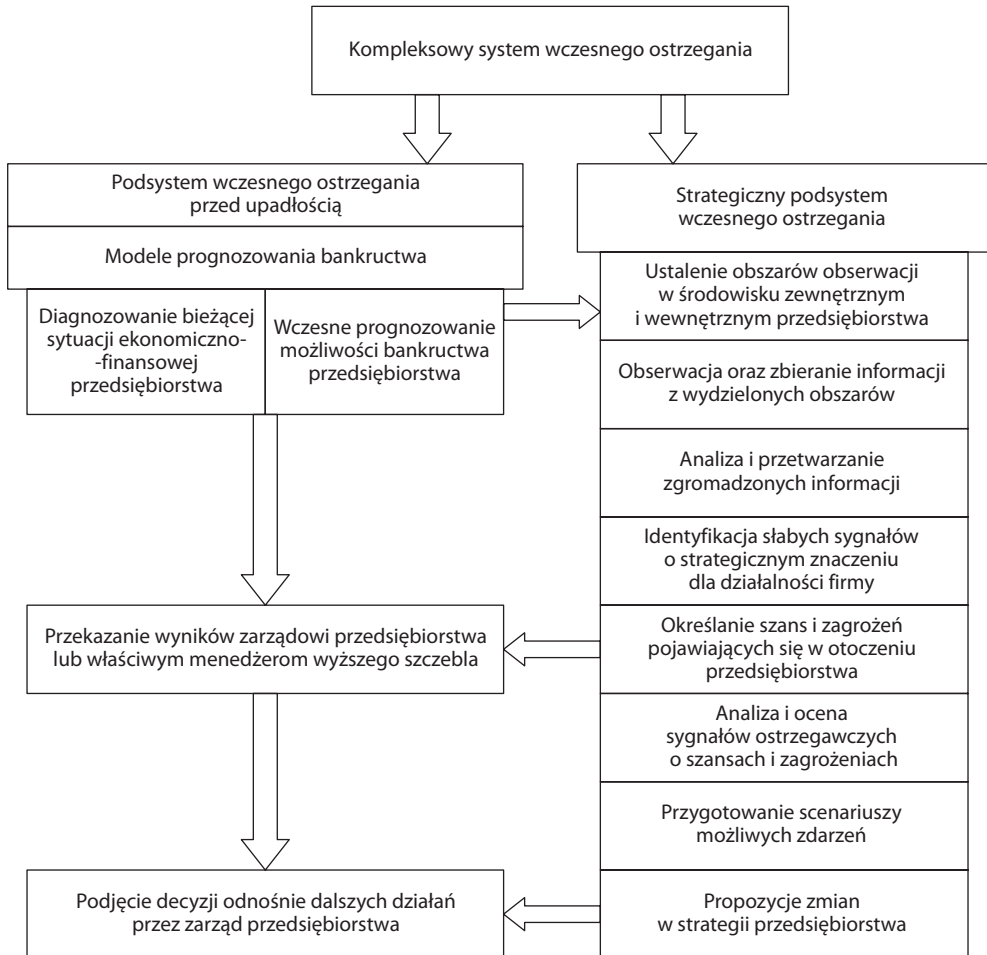 Kompleksowy system wczesnego ostrzegania
Podsystem wczesnego ostrzegania
przed upadłością
Modele prognozowania bankructwa
Diagnozowanie bieżącej
sytuacji ekonomiczno-
-finansowej
przedsiębiorstwa
Wczesne prognozowanie
możliwości bankructwa
przedsiębiorstwa
Przekazanie wyników zarządowi przedsiębiorstwa
lub właściwym menedżerom wyższego szczebla
Podjęcie decyzji odnośnie dalszych działań
przez zarząd przedsiębiorstwa
Strategiczny podsystem
wczesnego ostrzegania
Ustalenie obszarów obserwacji
w środowisku zewnętrznym
i wewnętrznym przedsiębiorstwa
Obserwacja oraz zbieranie informacji
z wydzielonych obszarów
Analiza i przetwarzanie
zgromadzonych informacji
Identyfikacja słabych sygnałów
o strategicznym znaczeniu
dla działalności firmy
Określanie szans i zagrożeń
pojawiających się w otoczeniu
przedsiębiorstwa
Analiza i ocena
sygnałów ostrzegawczych
o szansach i zagrożeniach
Przygotowanie scenariuszy
możliwych zdarzeń
Propozycje zmian
w strategii przedsiębiorstwa